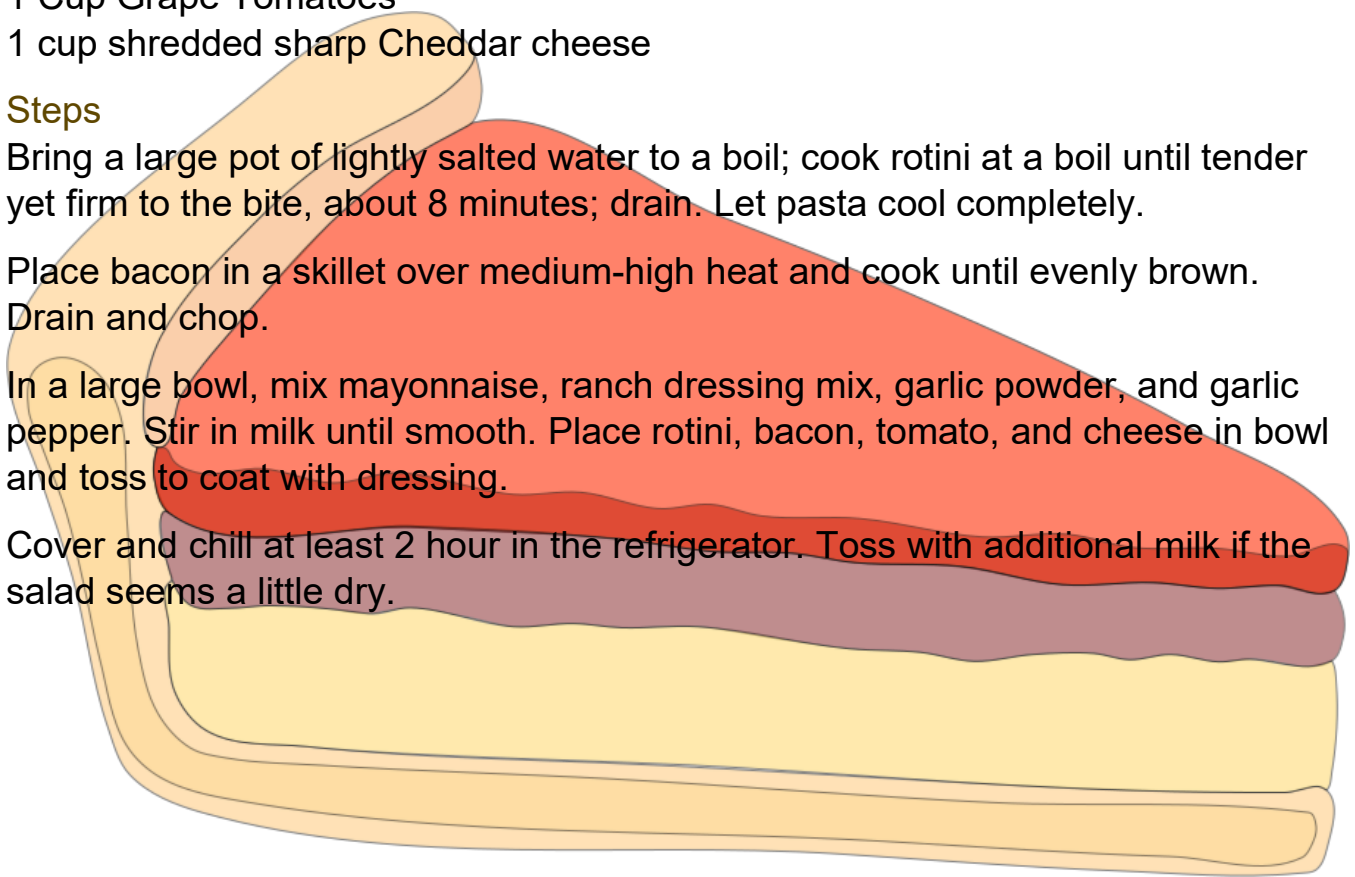 1 Cup Grape Tomatoes
1 cup shredded sharp Cheddar cheese
Steps
Bring a large pot of lightly salted water to a boil; cook rotini at a boil until tender
yet firm to the bite, about 8 minutes; drain. Let pasta cool completely.
Place bacon in a skillet over medium-high heat and cook until evenly brown.
Drain and chop.
In a large bowl, mix mayonnaise, ranch dressing mix, garlic powder, and garlic
pepper. Stir in milk until smooth. Place rotini, bacon, tomato, and cheese in bowl
and toss to coat with dressing.
Cover and chill at least 2 hour in the refrigerator. Toss with additional milk if the
salad seems a little dry.